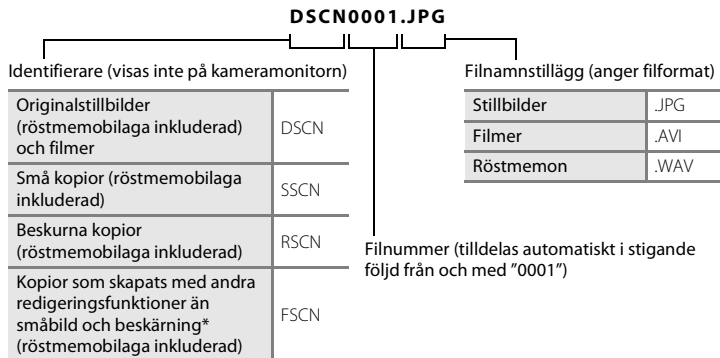 DSCN0001.JPG
Identifierare (visas inte på kameramonitorn)
Originalstillbilder
(röstmemobilaga inkluderad)
och filmer
DSCN
Små kopior (röstmemobilaga
inkluderad)
SSCN
Beskurna kopior
(röstmemobilaga inkluderad)
RSCN
Kopior som skapats med andra
redigeringsfunktioner än
småbild och beskärning*
(röstmemobilaga inkluderad)
FSCN
Filnamnstillägg (anger filformat)
Stillbilder .JPG
Filmer .AVI
Röstmemon .WAV
Filnummer (tilldelas automatiskt i stigande
följd från och med ”0001”)